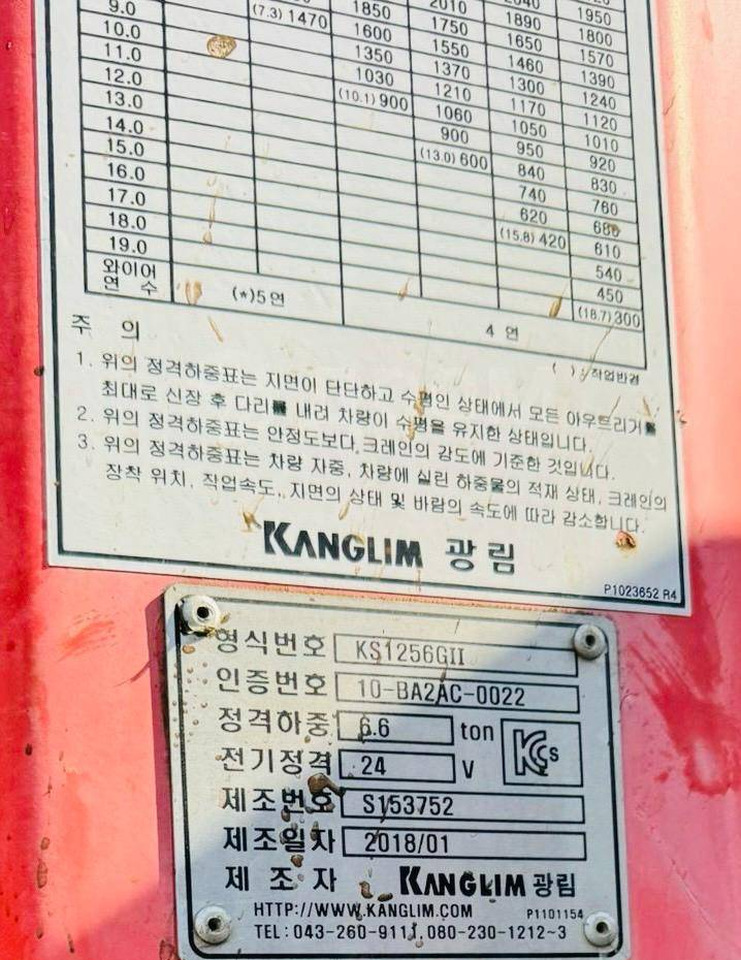 2040 1950
2010 1890 1800
1850 1750 1650 1570
(7.3) 1470 1600 1550 1460 1390
9.0 1350 1370 1300 1240
10.0 1030 1210 1170 1120
11.0 (10.1) 900 1060 1050 1010
12.0 900 950 920
13.0 (13.0) 600 840 830
14.0 740 760
15.0 620 680
16.0 (15.8) 420 610
17.0 540
18.0 450
19.0 (18.7) 300
와이어
연 수 (*)5연 4 연
( ) : 작업반경
주 의
1. 위의 정격하중표는 지면이 단단하고 수평인 상태에서 모든 아우트리거를
최대로 신장 후 다리를 내려 차량이 수평을 유지한 상태입니다.
2. 위의 정격하중표는 안정도보다 크레인의 강도에 기준한 것입니다.
3. 위의 정격하중표는 차량 자중, 차량에 실린 하중물의 적재 상태, 크레인의
장착 위치, 작업속도, 지면의 상태 및 바람의 속도에 따라 감소합니다.
KANGLIM 광림
P1023652 R4
형식번호 KS1256GII
인증번호 10-BA2AC-0022
정격하중 6.6 ton
전기정격 24 V
KCs
제조번호 S153752
제조일자 2018/01
제 조 자 KANGLIM 광림
HTTP://WWW.KANGLIM.COM P1101154
TEL:043-260-9111,080-230-1212~3